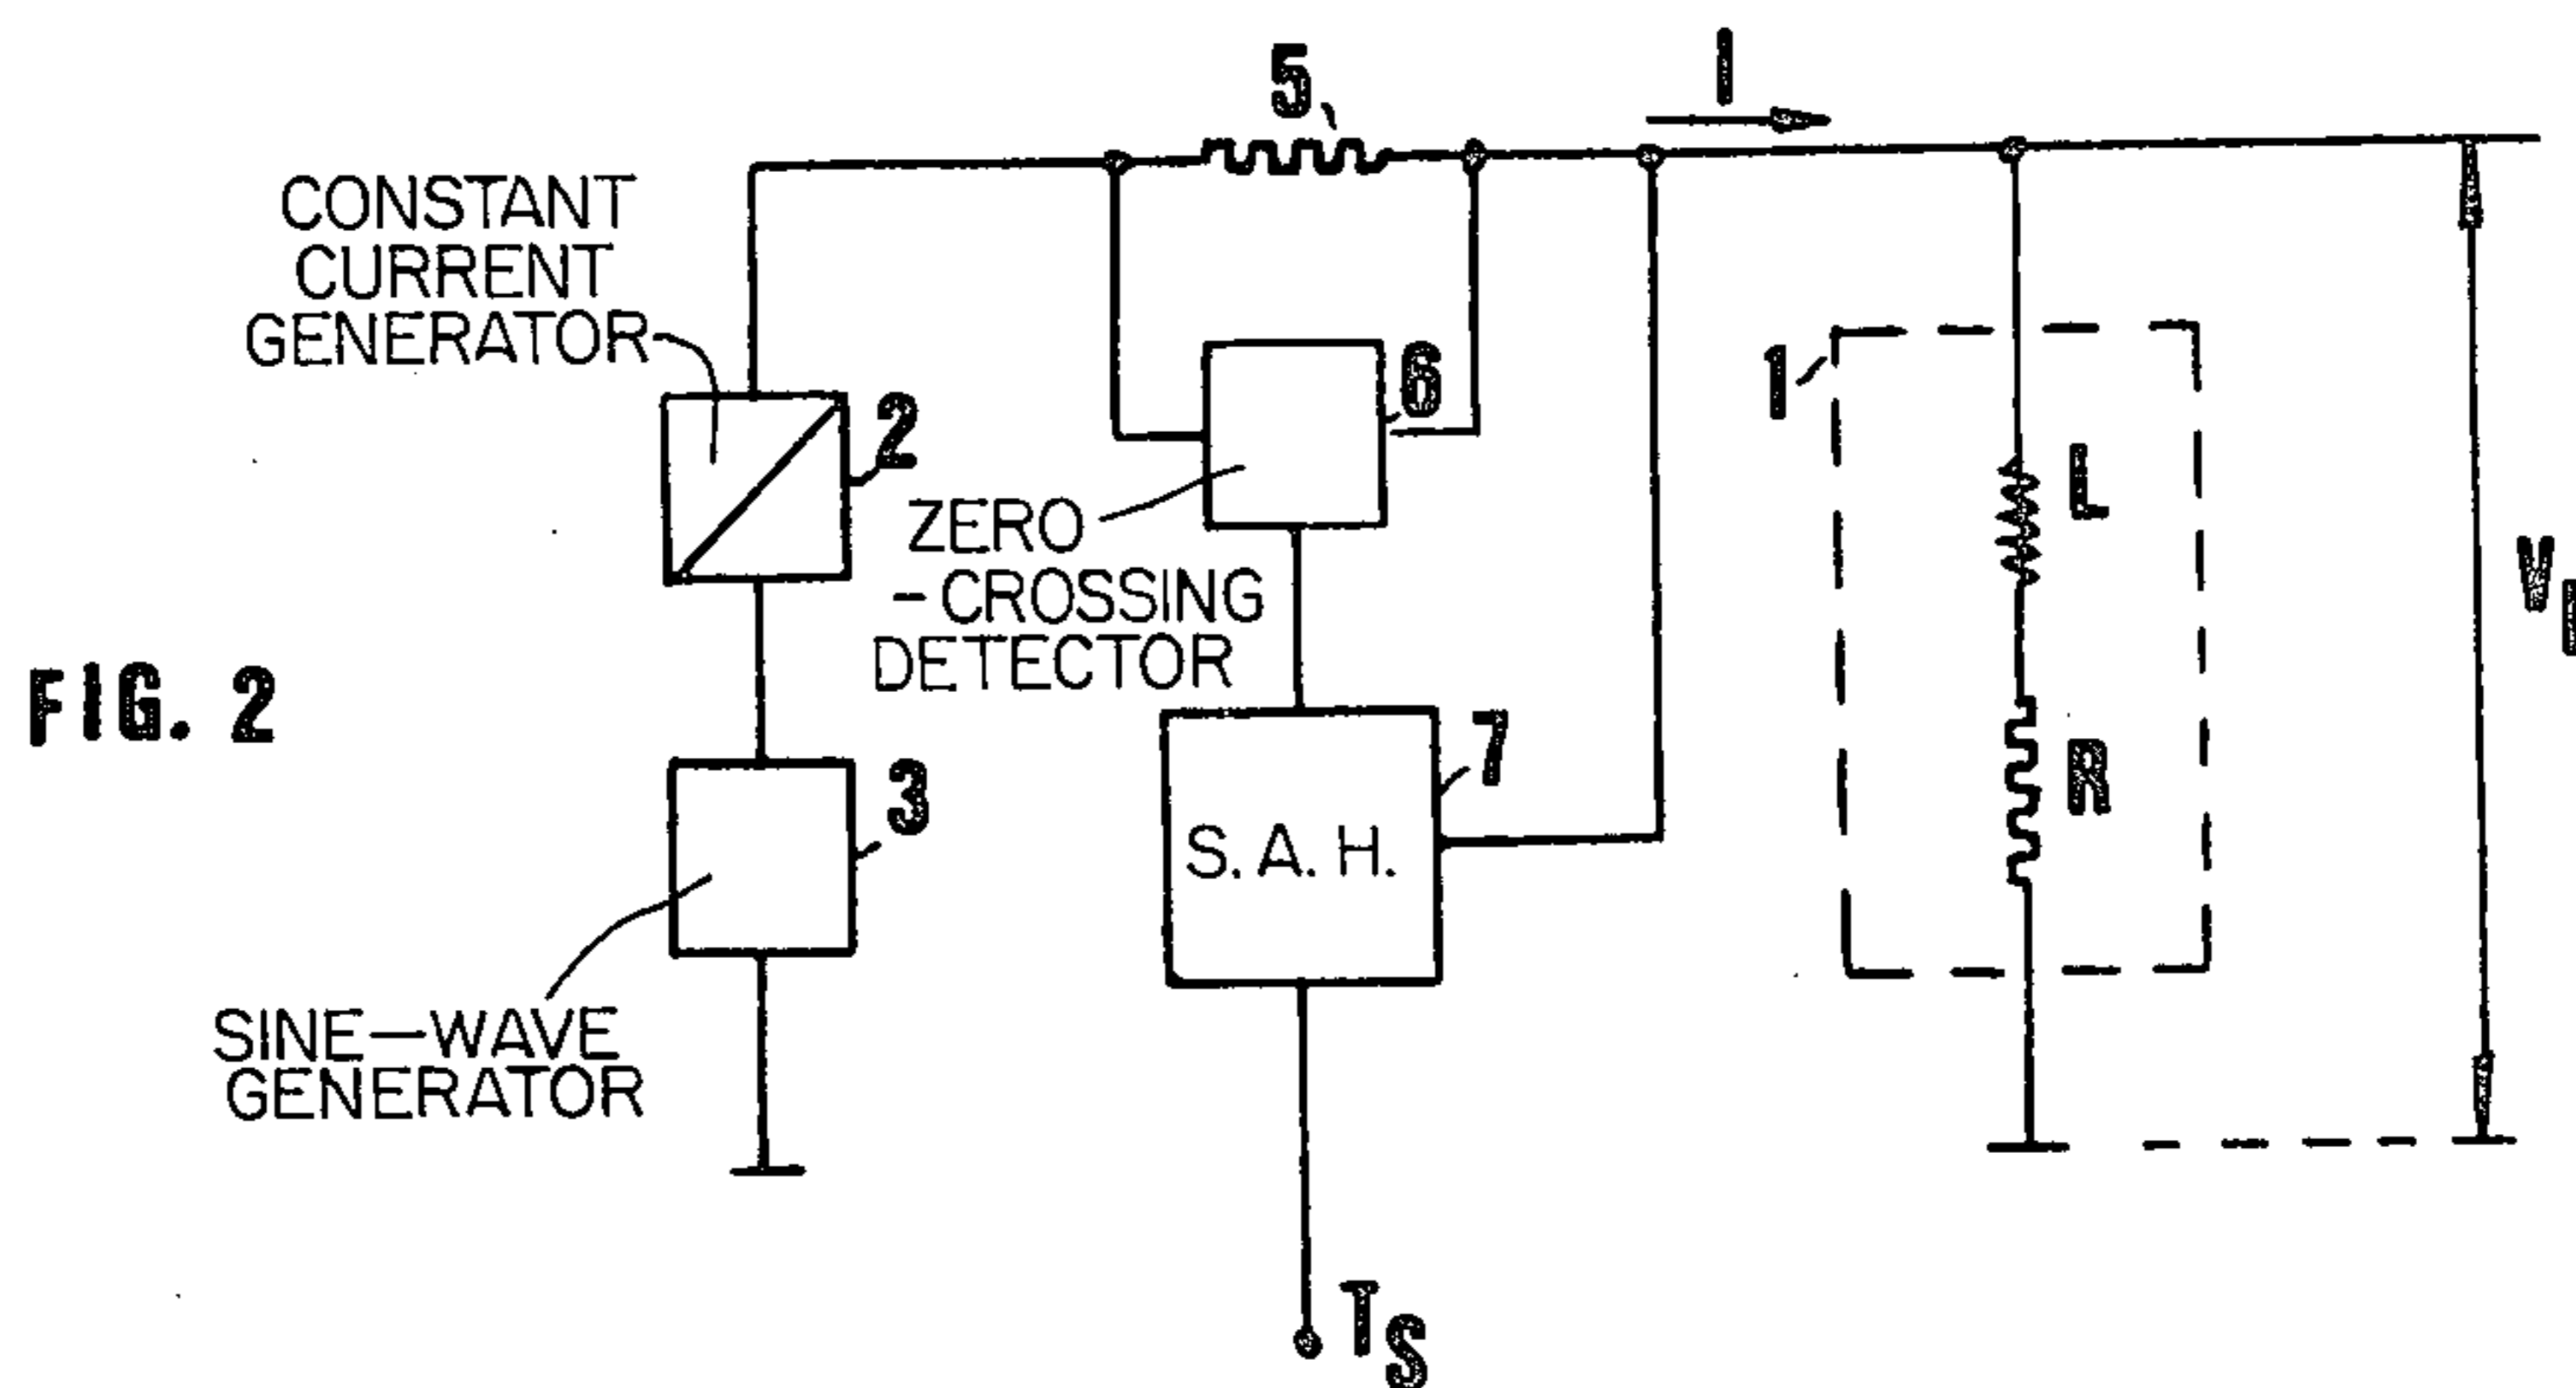 5
I
CONSTANT
CURRENT
GENERATOR
2
6
1
L
ZERO
-CROSSING
DETECTOR
V
FIG. 2
3
7
R
S. A. H.
SINE-WAVE
GENERATOR
TS